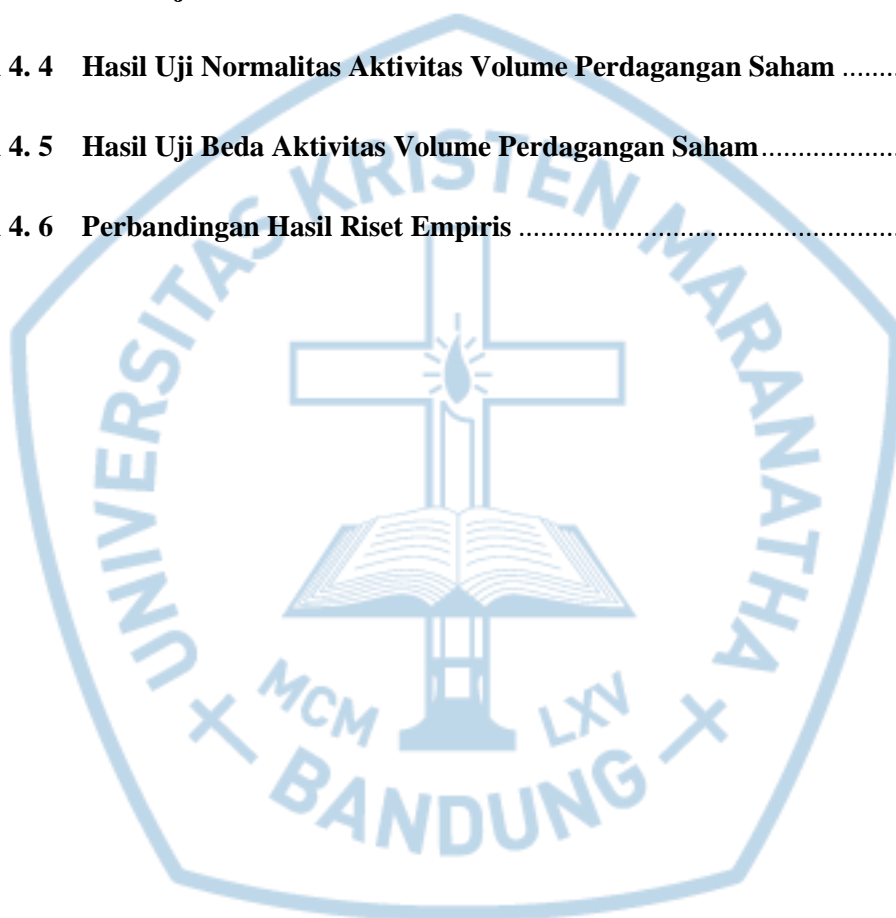 4. 4 Hasil Uji Normalitas Aktivitas Volume Perdagangan Saham ........
4. 5 Hasil Uji Beda Aktivitas Volume Perdagangan Saham...................
4. 6 Perbandingan Hasil Riset Empiris .....................................................
UNIVERSITAS KRISTEN MARANATHA
MCM LXV
BANDUNG